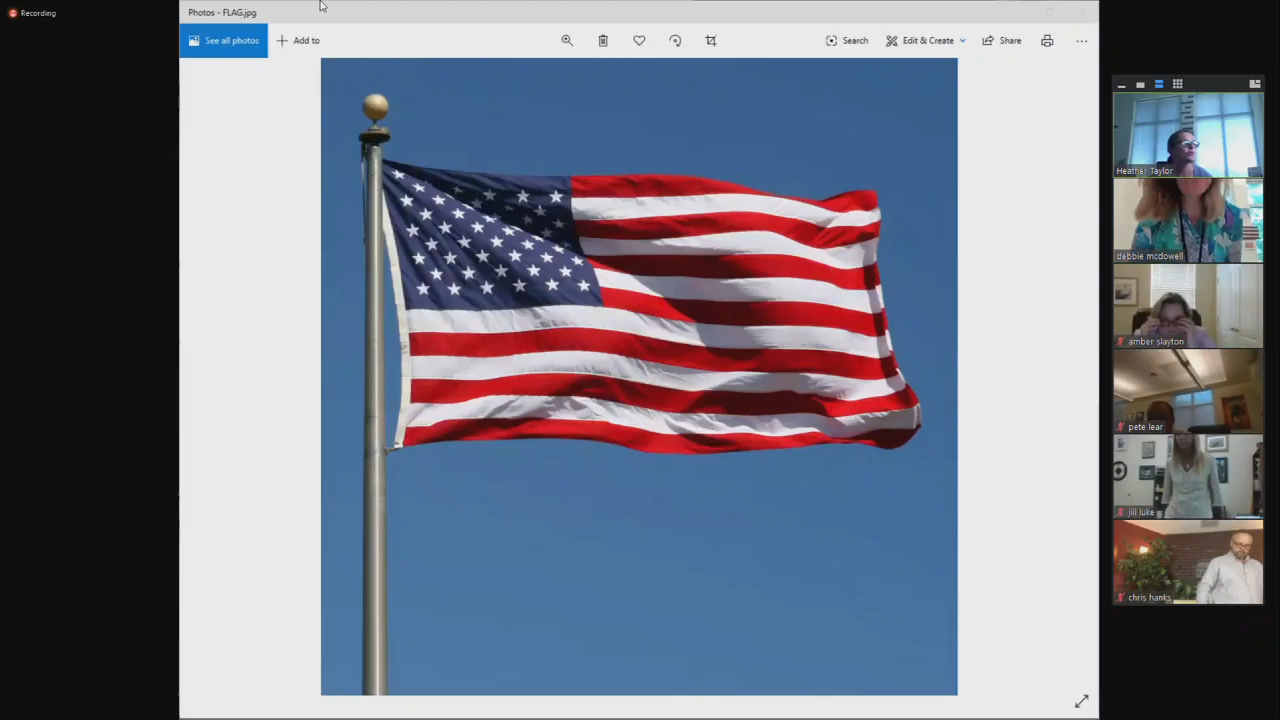 Recording
Photos - FLAG.jpg
See all photos
Add to
Search
Edit & Create
Share
Heather Taylor
debbie mcdowell
amber slayton
pete lear
jill luke
chris hanks